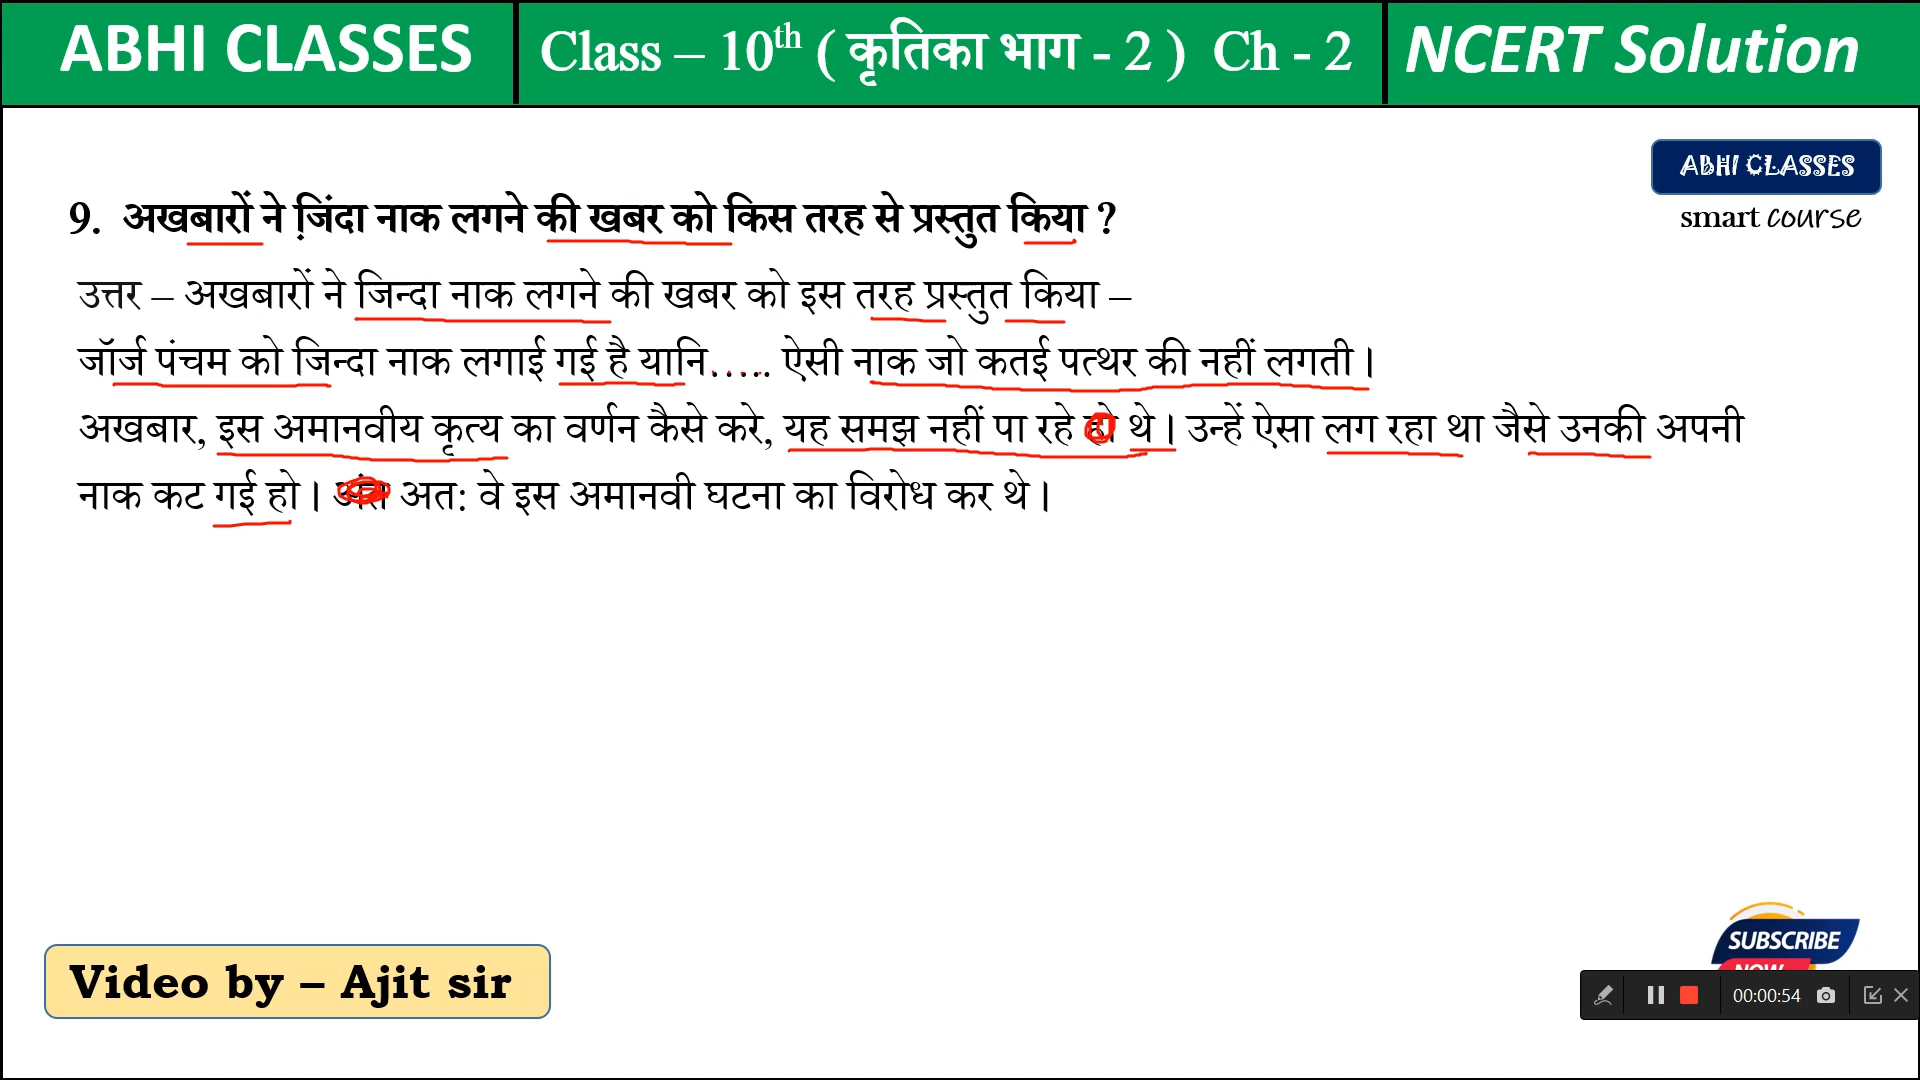 ABHI CLASSES
Class – 10th ( कृतिका भाग - 2 ) Ch - 2
NCERT Solution
ABHI CLASSES
smart course
9. अखबारों ने जि़ंदा नाक लगने की खबर को किस तरह से प्रस्तुत किया ?
उत्तर – अखबारों ने जिन्दा नाक लगने की खबर को इस तरह प्रस्तुत किया –
जॉर्ज पंचम को जिन्दा नाक लगाई गई है यानि….. ऐसी नाक जो कतई पत्थर की नहीं लगती।
अखबार, इस अमानवीय कृत्य का वर्णन कैसे करे, यह समझ नहीं पा रहे हो थे। उन्हें ऐसा लग रहा था जैसे उनकी अपनी
नाक कट गई हो। अंत अत: वे इस अमानवी घटना का विरोध कर थे।
Video by – Ajit sir
SUBSCRIBE
NOW
00:00:54